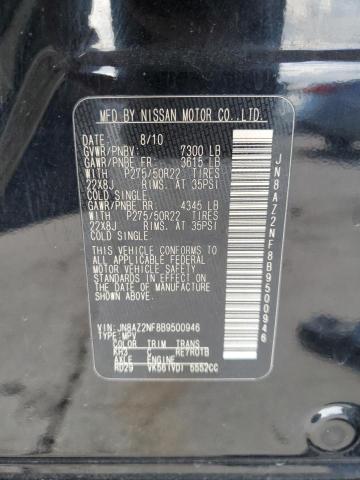 MFD BY NISSAN MOTOR CO.,LTD.
DATE 8/10
GVWR/PNBV: 7300 LB
GAWR/PNBE FR 3615 LB
WITH P275/50R22 TIRES,
22X8J RIMS, AT 35PSI
COLD SINGLE
GAWR/PNBE RR 4345 LB
WITH P275/50R22 TIRES,
22X8J RIMS, AT 35PSI
COLD SINGLE
THIS VEHICLE CONFORMS TO
ALL APPLICABLE FEDERAL
MOTOR VEHICLE SAFETY
STANDARDS IN EFFECT ON
THE DATE OF MANUFACTURE
SHOWN ABOVE.
VIN: JN8AZ2NF8B9500946
TYPE: MPV
COLOR TRIM TRANS
KH3 C RE7R01B
AXLE ENGINE
RD29 VK56(VD) 5552CC
JN8AZ2NF8B9500946